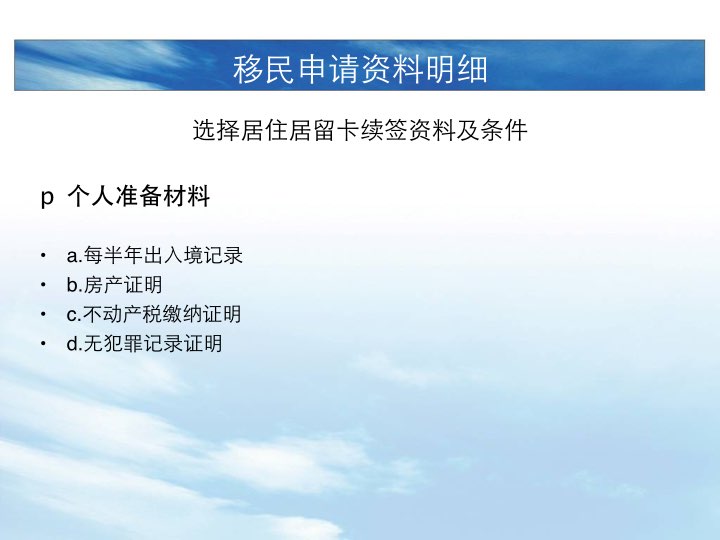 移民申请资料明细
选择居住居留卡续签资料及条件
p 个人准备材料
• a.每半年出入境记录
• b.房产证明
• c.不动产税缴纳证明
• d.无犯罪记录证明